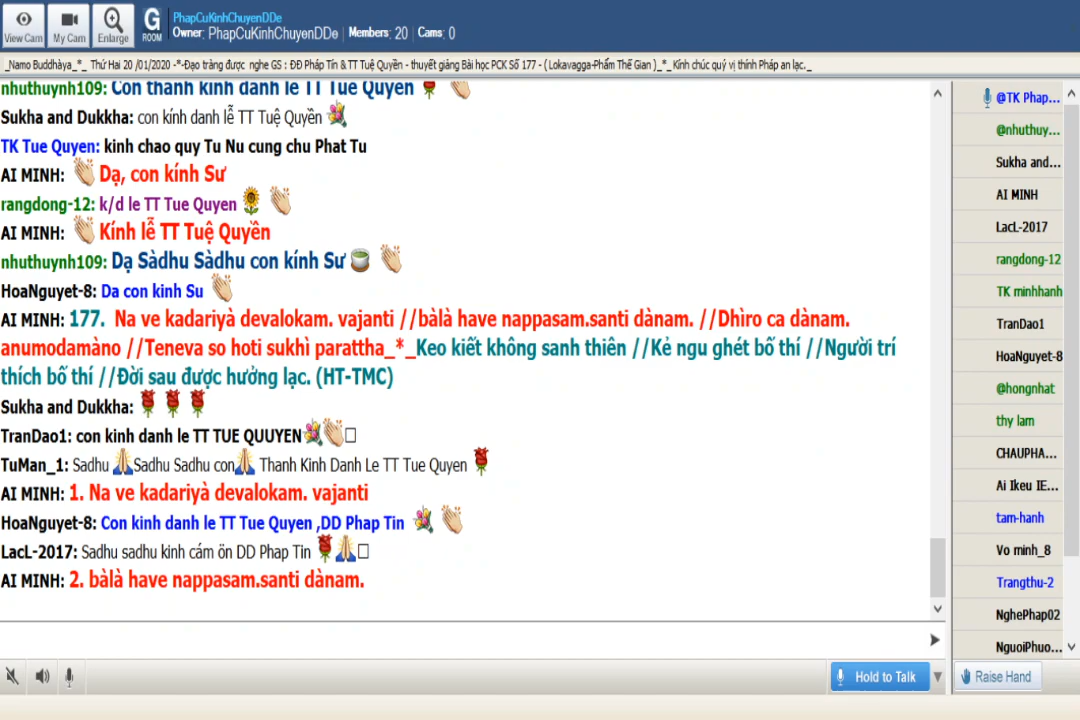 View Cam
My Cam
Enlarge
G
ROOM
PhapCuKinhChuyenDDe
Owner: PhapCuKinhChuyenDDe | Members: 20 | Cams: 0
_Namo Buddhàya_*_ Thứ Hai 20 /01/2020 -*-Đạo tràng được nghe GS : ĐĐ Pháp Tín & TT Tuệ Quyền - thuyết giảng Bài học PCK Số 177 - ( Lokavagga-Phẩm Thế Gian )_*_Kính chúc quý vị thính Pháp an lạc._
nhuthuynh109: Con thành kính đảnh lễ TT Tuệ Quyền
Sukha and Dukkha: con kính danh lễ TT Tuệ Quyền
TK Tue Quyen: kinh chao quy Tu Nu cung chu Phat Tu
AI MINH: Dạ, con kính Sư
rangdong-12: k/d le TT Tue Quyen
AI MINH: Kính lễ TT Tuệ Quyền
nhuthuynh109: Dạ Sàdhu Sàdhu con kính Sư
HoaNguyet-8: Da con kinh Su
AI MINH: 177. Na ve kadariyà devalokam. vajanti //bàlà have nappasam.santi dànam. //Dhìro ca dànam.
anumodamàno //Teneva so hoti sukhì parattha_*_Keo kiết không sanh thiên //Kẻ ngu ghét bố thí //Người trí
thích bố thí //Đời sau được hưởng lạc. (HT-TMC)
Sukha and Dukkha:
TranDao1: con kinh danh le TT TUE QUUYEN
TuMan_1: Sadhu Sadhu Sadhu con Thanh Kinh Danh Le TT Tue Quyen
AI MINH: 1. Na ve kadariyà devalokam. vajanti
HoaNguyet-8: Con kinh danh le TT Tue Quyen ,DD Phap Tin
LacL-2017: Sadhu sadhu kinh cám ỏn DD Phap Tin
AI MINH: 2. bàlà have nappasam.santi dànam.
Hold to Talk
@TK Phap...
@nhuthuy...
Sukha and...
AI MINH
LacL-2017
rangdong-12
TK minhhanh
TranDao1
HoaNguyet-8
@hongnhat
thy lam
CHAUPHA...
Ai Ikeu IE...
tam-hanh
Vo minh_8
Trangthu-2
NghePhap02
NguoiPhuo...
Raise Hand